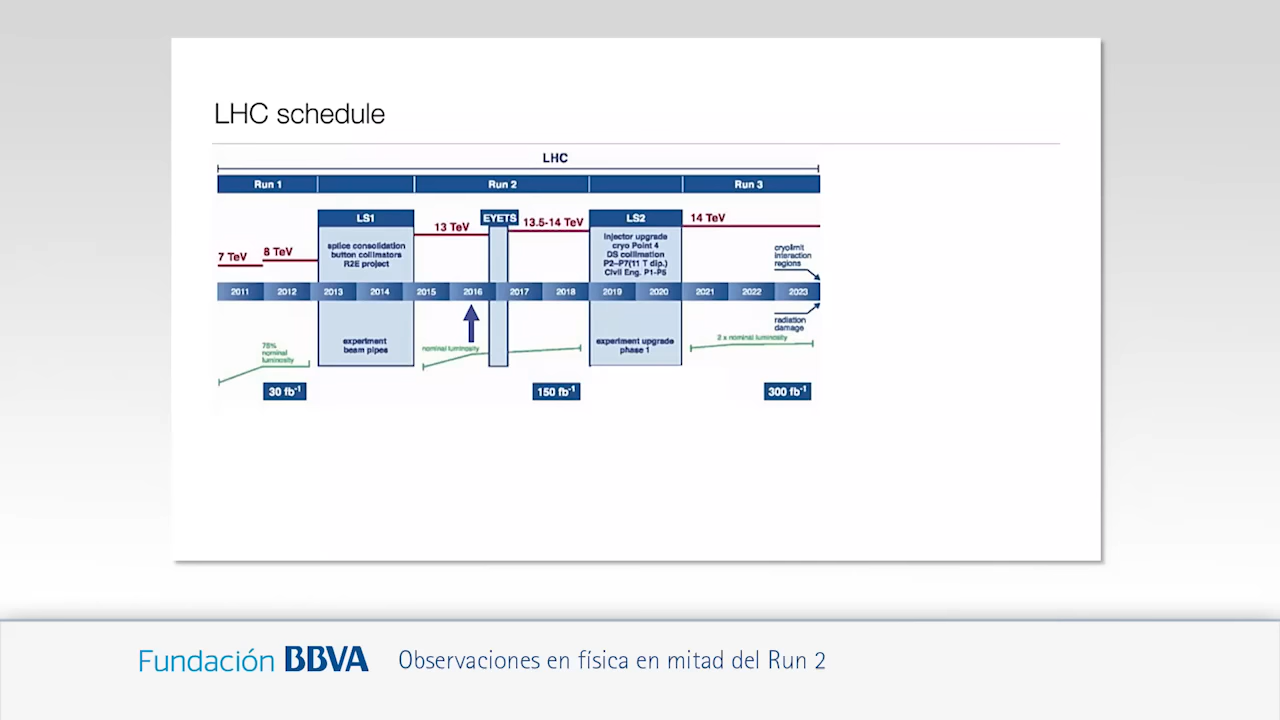 LHC schedule
LHC
Run 1
Run 2
Run 3
LS1
EYETS
LS2
7 TeV
8 TeV
13 TeV
13.5-14 TeV
14 TeV
splice consolidation
button collimators
R2E project
injector upgrade
cryo Point 4
DS collimation
P2-P7(11 T dip.)
Civil Eng. P1-P5
cryolimit
interaction
regions
2011 2012 2013 2014 2015 2016 2017 2018 2019 2020 2021 2022 2023
75%
nominal
luminosity
experiment
beam pipes
nominal luminosity
experiment upgrade
phase 1
radiation
damage
2 x nominal luminosity
30 fb⁻¹
150 fb⁻¹
300 fb⁻¹
Fundación BBVA
Observaciones en física en mitad del Run 2